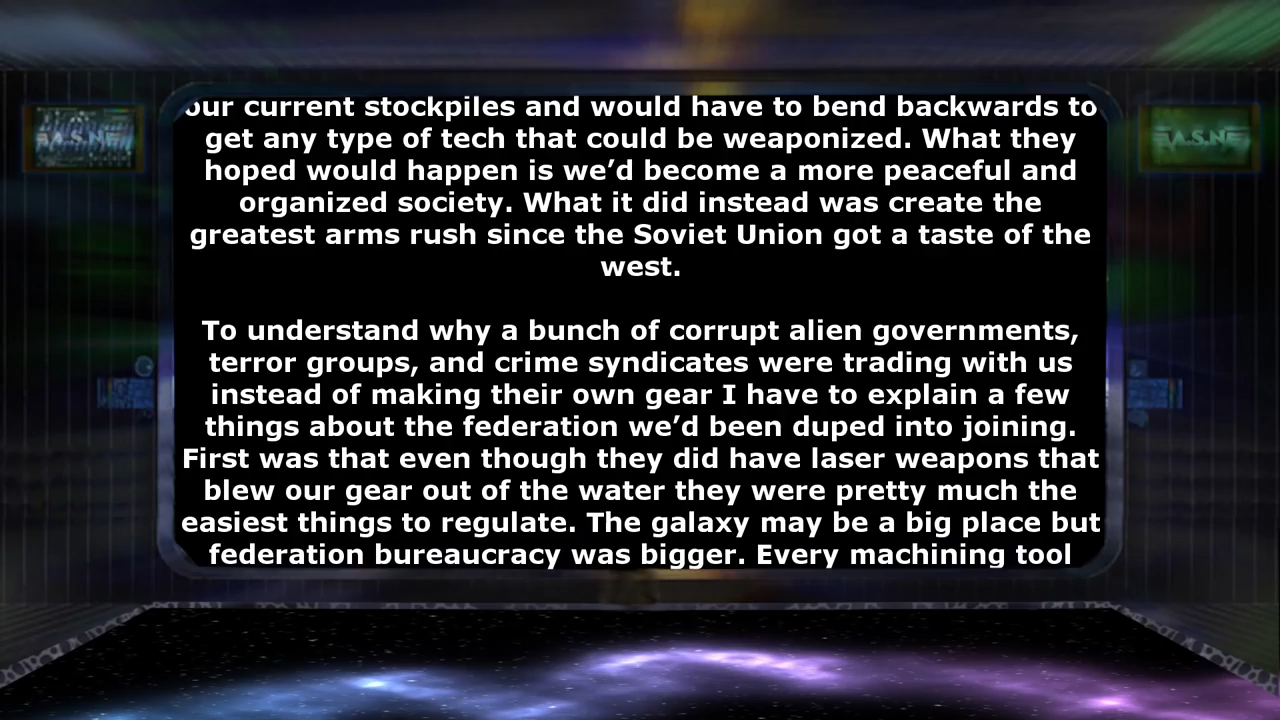 our current stockpiles and would have to bend backwards to
get any type of tech that could be weaponized. What they
hoped would happen is we’d become a more peaceful and
organized society. What it did instead was create the
greatest arms rush since the Soviet Union got a taste of the
west.
To understand why a bunch of corrupt alien governments,
terror groups, and crime syndicates were trading with us
instead of making their own gear I have to explain a few
things about the federation we’d been duped into joining.
First was that even though they did have laser weapons that
blew our gear out of the water they were pretty much the
easiest things to regulate. The galaxy may be a big place but
federation bureaucracy was bigger. Every machining tool
A.S.N